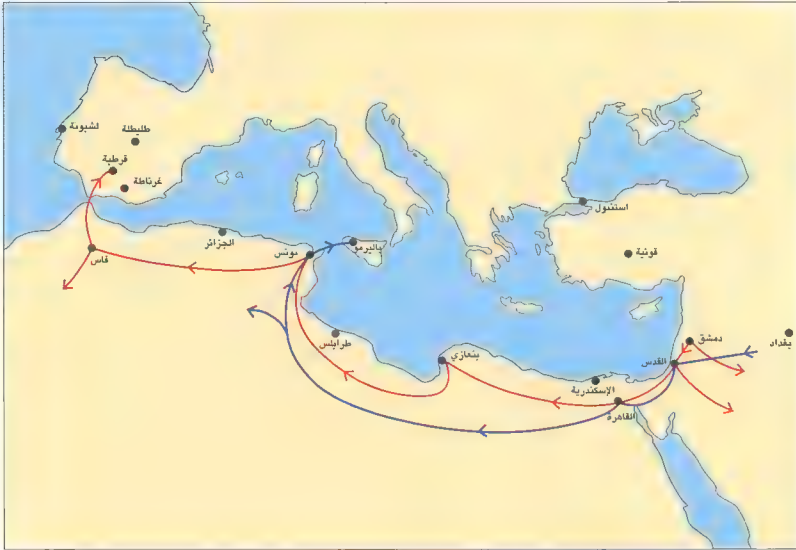 لشبونة
طليطلة
قرطبة
غرناطة
استنبول
الجزائر
باليرمو
تونس
قونية
فاس
طرابلس
بنغازي
دمشق
بغداد
القدس
الإسكندرية
القاهرة